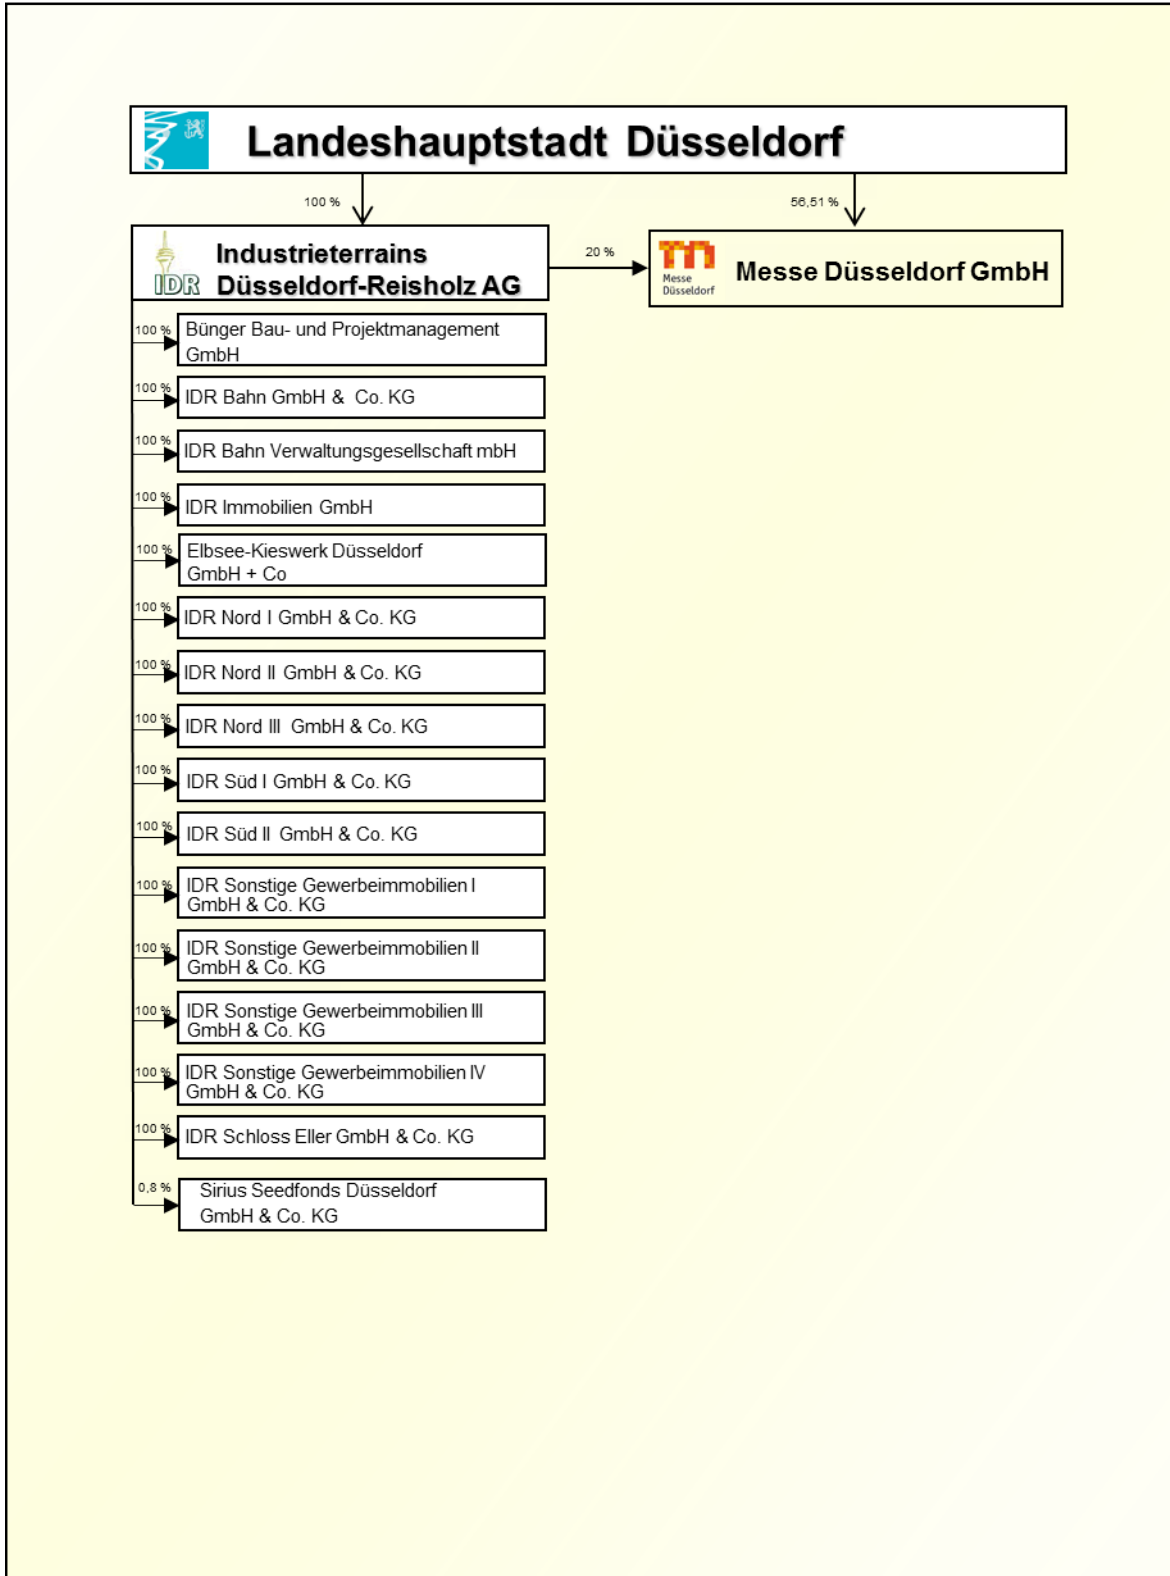 Landeshauptstadt Düsseldorf
100 %
56,51 %
IDR
Industrieterrains
Düsseldorf-Reisholz AG
20 %
Messe
Düsseldorf
Messe Düsseldorf GmbH
100 %
Bünger Bau- und Projektmanagement
GmbH
100 %
IDR Bahn GmbH & Co. KG
100 %
IDR Bahn Verwaltungsgesellschaft mbH
100 %
IDR Immobilien GmbH
100 %
Elbsee-Kieswerk Düsseldorf
GmbH + Co
100 %
IDR Nord I GmbH & Co. KG
100 %
IDR Nord II GmbH & Co. KG
100 %
IDR Nord III GmbH & Co. KG
100 %
IDR Süd I GmbH & Co. KG
100 %
IDR Süd II GmbH & Co. KG
100 %
IDR Sonstige Gewerbeimmobilien I
GmbH & Co. KG
100 %
IDR Sonstige Gewerbeimmobilien II
GmbH & Co. KG
100 %
IDR Sonstige Gewerbeimmobilien III
GmbH & Co. KG
100 %
IDR Sonstige Gewerbeimmobilien IV
GmbH & Co. KG
100 %
IDR Schloss Eller GmbH & Co. KG
0,8 %
Sirius Seedfonds Düsseldorf
GmbH & Co. KG